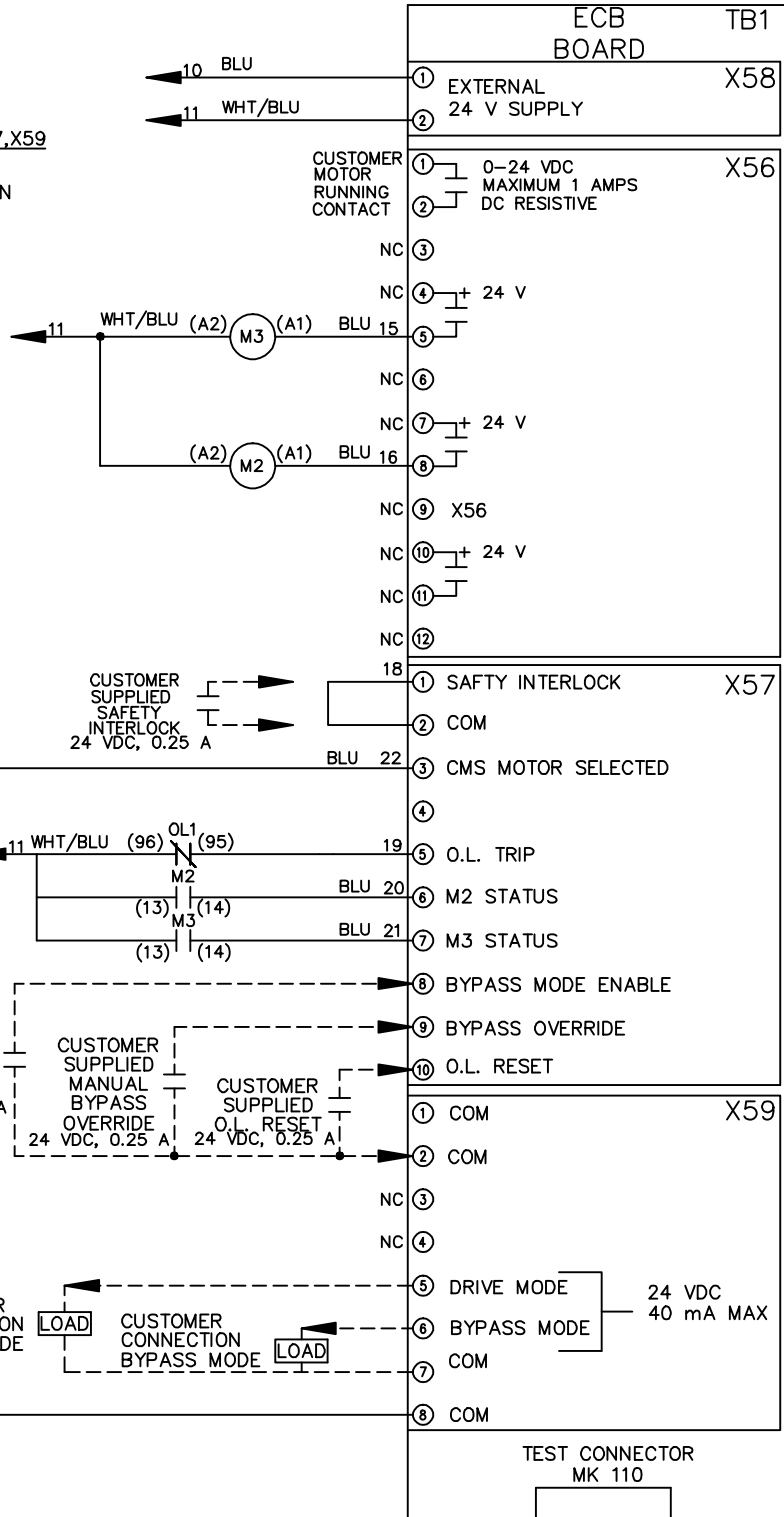 ECB TB1
BOARD
10 BLU 1 EXTERNAL X58
11 WHT/BLU 2 24 V SUPPLY
,X59
N
CUSTOMER
MOTOR
RUNNING
CONTACT
1 0-24 VDC X56
MAXIMUM 1 AMPS
2 DC RESISTIVE
NC 3
NC 4 + 24 V
11 WHT/BLU (A2) M3 (A1) BLU 15 5
NC 6
NC 7 + 24 V
(A2) M2 (A1) BLU 16 8
NC 9 X56
NC 10 + 24 V
NC 11
NC 12
CUSTOMER
SUPPLIED
SAFETY
INTERLOCK
24 VDC, 0.25 A
18 1 SAFTY INTERLOCK X57
2 COM
BLU 22 3 CMS MOTOR SELECTED
4
11 WHT/BLU (96) OL1 (95) 19 5 O.L. TRIP
M2
(13) (14) BLU 20 6 M2 STATUS
M3
(13) (14) BLU 21 7 M3 STATUS
8 BYPASS MODE ENABLE
9 BYPASS OVERRIDE
10 O.L. RESET
A
CUSTOMER
SUPPLIED
MANUAL
BYPASS
OVERRIDE
24 VDC, 0.25 A
CUSTOMER
SUPPLIED
O.L. RESET
24 VDC, 0.25 A
1 COM X59
2 COM
NC 3
NC 4
5 DRIVE MODE
6 BYPASS MODE
24 VDC
40 mA MAX
7 COM
8 COM
R
ON
DE
LOAD
CUSTOMER
CONNECTION
BYPASS MODE
LOAD
TEST CONNECTOR
MK 110